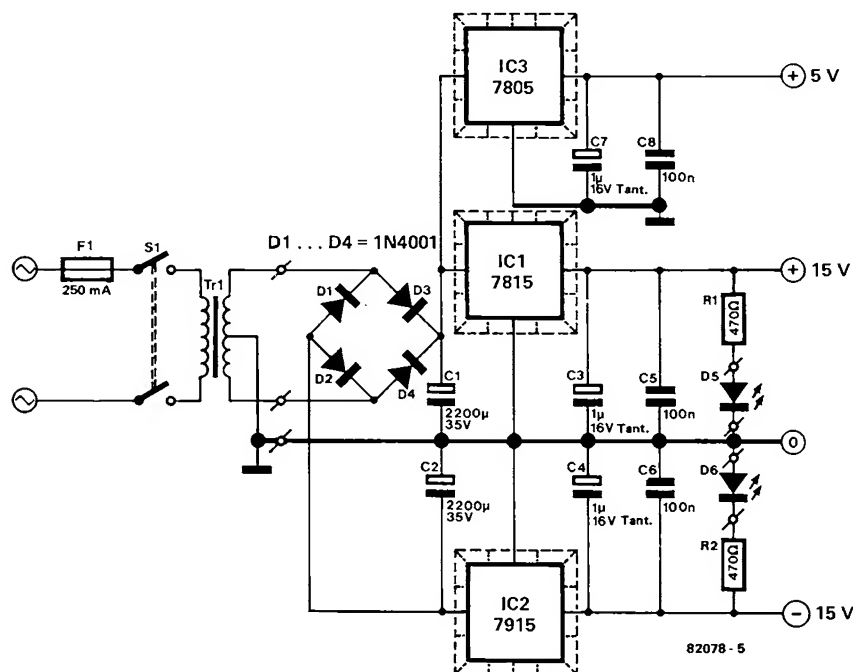 IC3
7805
+ 5 V
C7
1µ
16V Tant.
C8
100n
F1
250 mA
S1
Tr1
D1 ... D4 = 1N4001
D1
D3
D2
D4
IC1
7815
+ 15 V
R1
470Ω
D5
C1
2200µ
35V
C3
1µ
16V Tant.
C5
100n
0
C2
2200µ
35V
C4
1µ
16V Tant.
C6
100n
D6
R2
470Ω
IC2
7915
− 15 V
82078 - 5